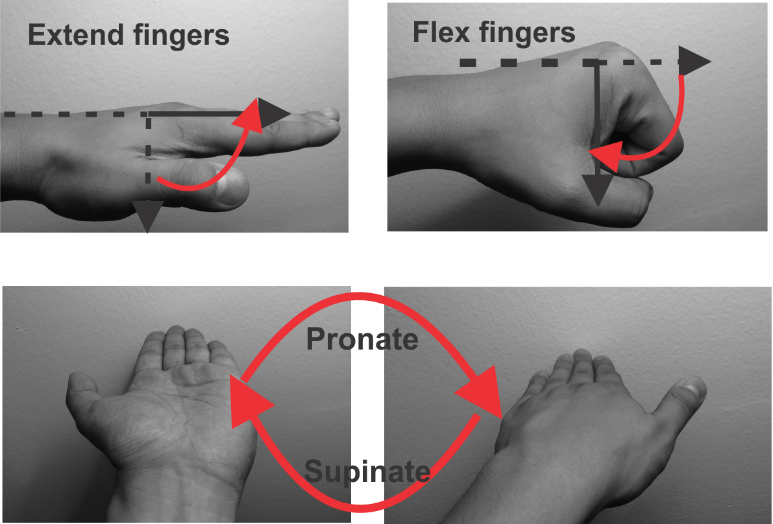 Extend fingers
Flex fingers
Pronate
Supinate